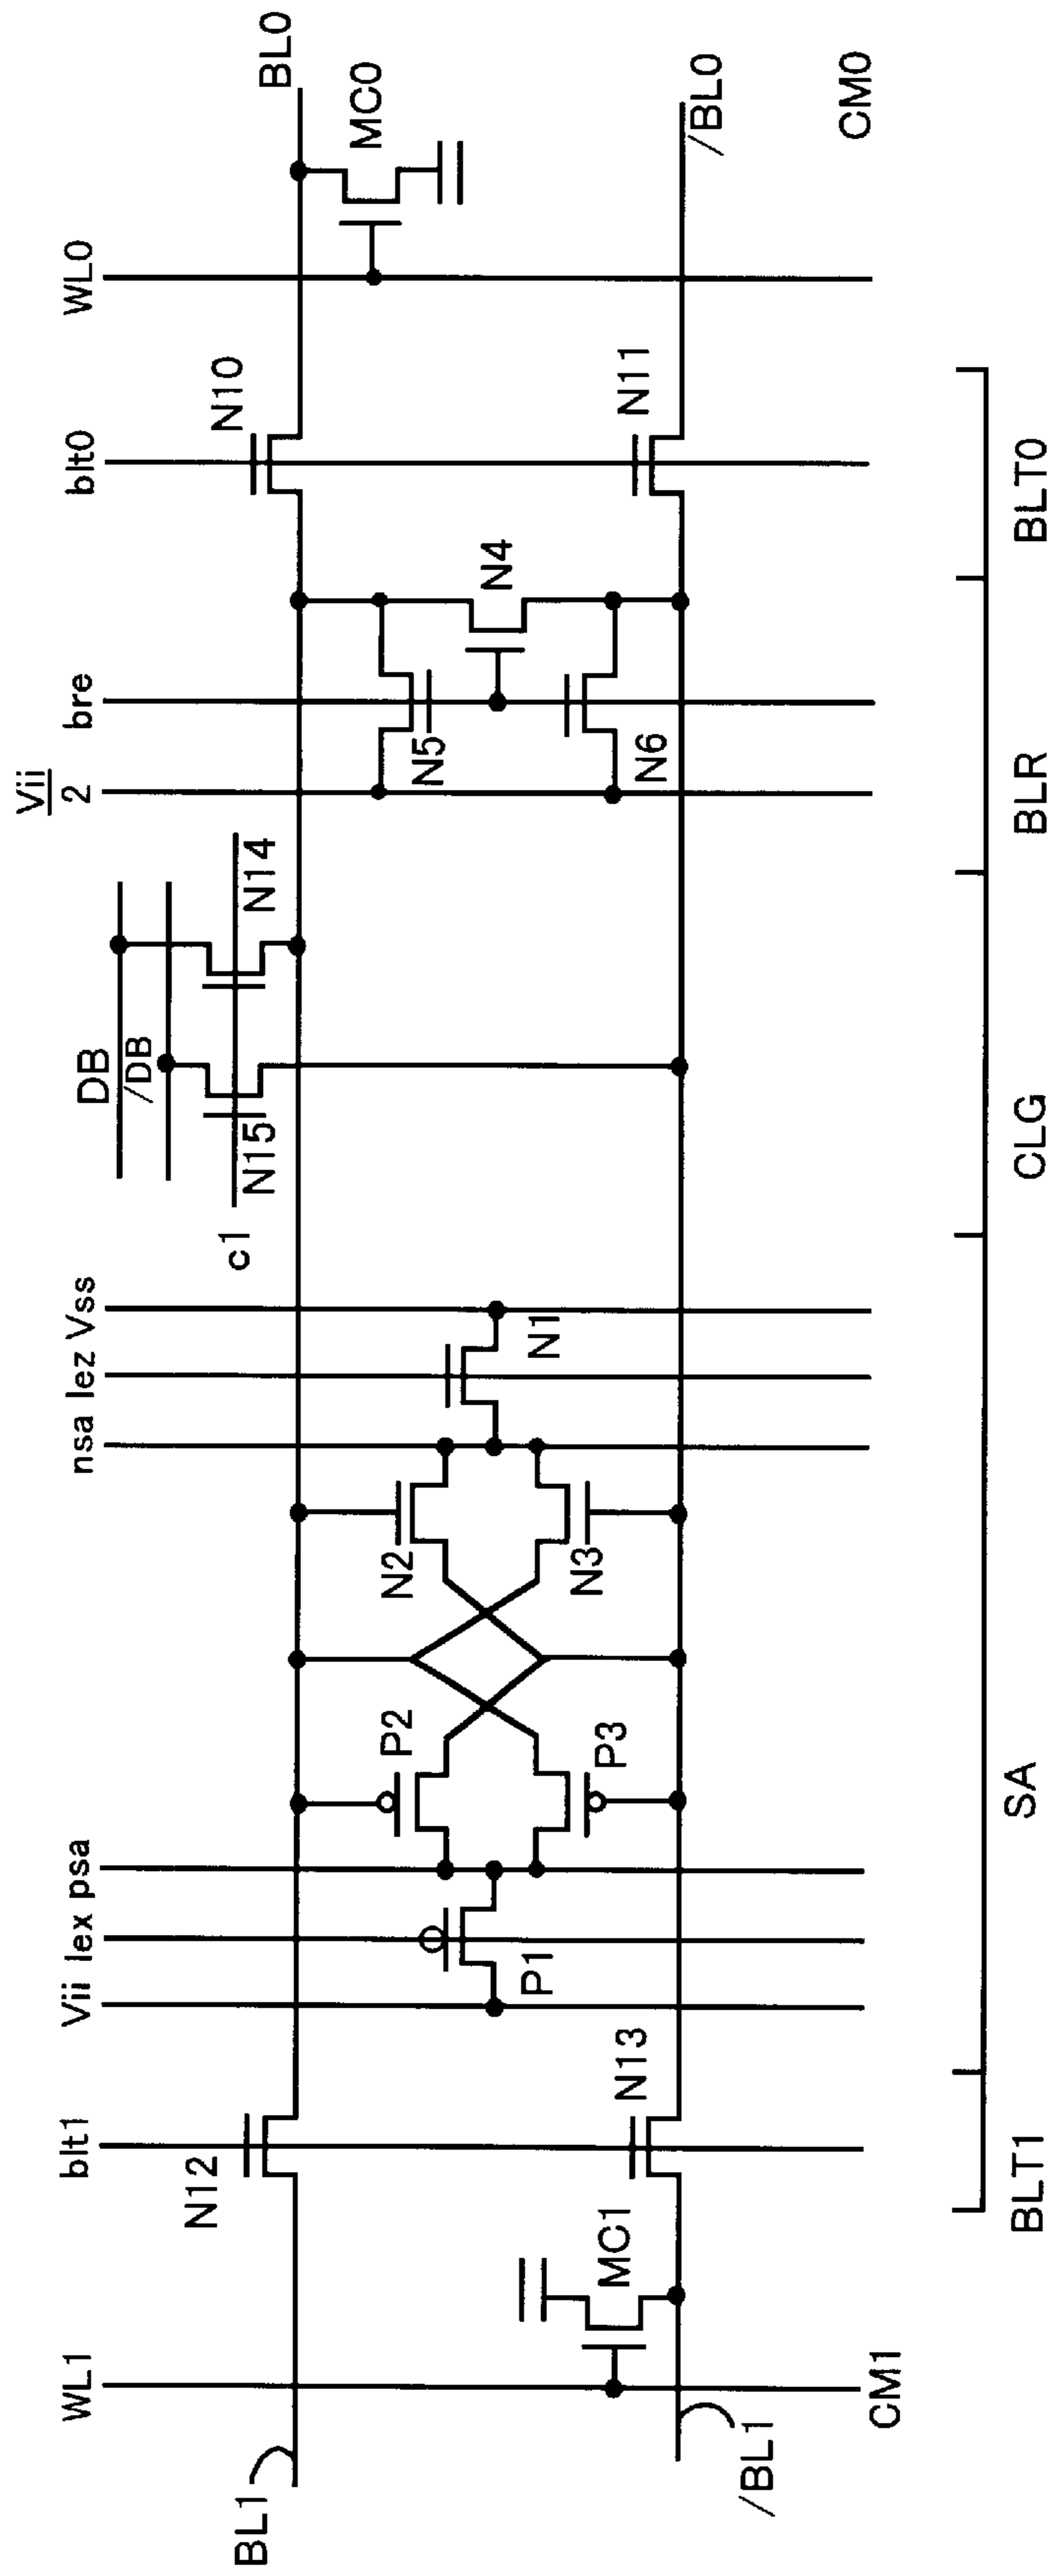 BL1
WL1
N12
blt1
Vii
lex
psa
nsa
lez
Vss
c1
DB
/DB
N15
N14
Vii
2
bre
blt0
N10
WL0
BL0
MC0
MC1
N13
P1
P2
P3
N2
N3
N1
N5
N4
N6
N11
/BL1
/BL0
CM1
CM0
BLT1
SA
CLG
BLR
BLT0